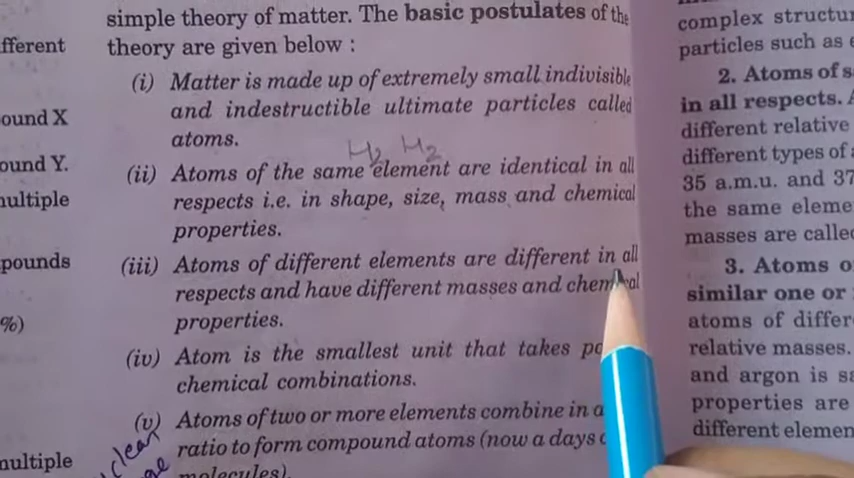 fferent
ound X
ound Y.
multiple
pounds
%)
multiple
simple theory of matter. The basic postulates of the
theory are given below :
(i) Matter is made up of extremely small indivisible
and indestructible ultimate particles called
atoms.
H2 H2
(ii) Atoms of the same element are identical in all
respects i.e. in shape, size, mass and chemical
properties.
(iii) Atoms of different elements are different in all
respects and have different masses and chemical
properties.
(iv) Atom is the smallest unit that takes
chemical combinations.
(v) Atoms of two or more elements combine in a
ratio to form compound atoms (now a days
molecules).
complex structur
particles such as
2. Atoms of s
in all respects.
different relative
different types of
35 a.m.u. and 37
the same eleme
masses are calle
3. Atoms o
similar one or
atoms of differ
relative masses.
and argon is sa
properties are
different elemen